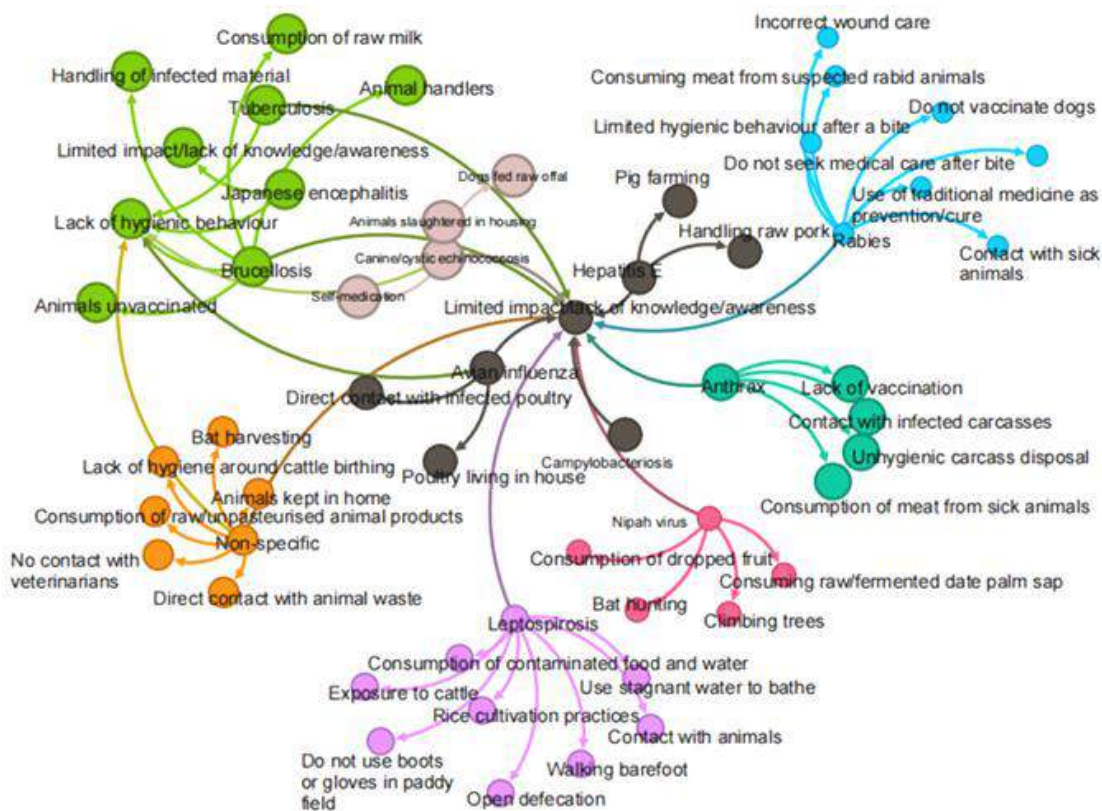 Incorrect wound care
Consumption of raw milk
Handling of infected material
Consuming meat from suspected rabid animals
Animal handlers
Tuberculosis
Do not vaccinate dogs
Limited hygienic behaviour after a bite
Limited impact/lack of knowledge/awareness
Do not seek medical care after bite
Dogs fed raw offal
Pig farming
Japanese encephalitis
Use of traditional medicine as
prevention/cure
Animals slaughtered in housing
Lack of hygienic behaviour
Handling raw pork
Rabies
Contact with sick
animals
Canine/cystic echinococcosis
Brucellosis
Hepatitis E
Self-medication
Animals unvaccinated
Limited impact/lack of knowledge/awareness
Avian influenza
Anthrax
Lack of vaccination
Direct contact with infected poultry
Contact with infected carcasses
Bat harvesting
Unhygienic carcass disposal
Campylobacteriosis
Lack of hygiene around cattle birthing
Poultry living in house
Animals kept in home
Consumption of meat from sick animals
Consumption of raw/unpasteurised animal products
Nipah virus
Non-specific
No contact with
veterinarians
Consumption of dropped fruit
Consuming raw/fermented date palm sap
Direct contact with animal waste
Bat hunting
Climbing trees
Leptospirosis
Consumption of contaminated food and water
Use stagnant water to bathe
Exposure to cattle
Rice cultivation practices
Contact with animals
Do not use boots
or gloves in paddy
field
Walking barefoot
Open defecation